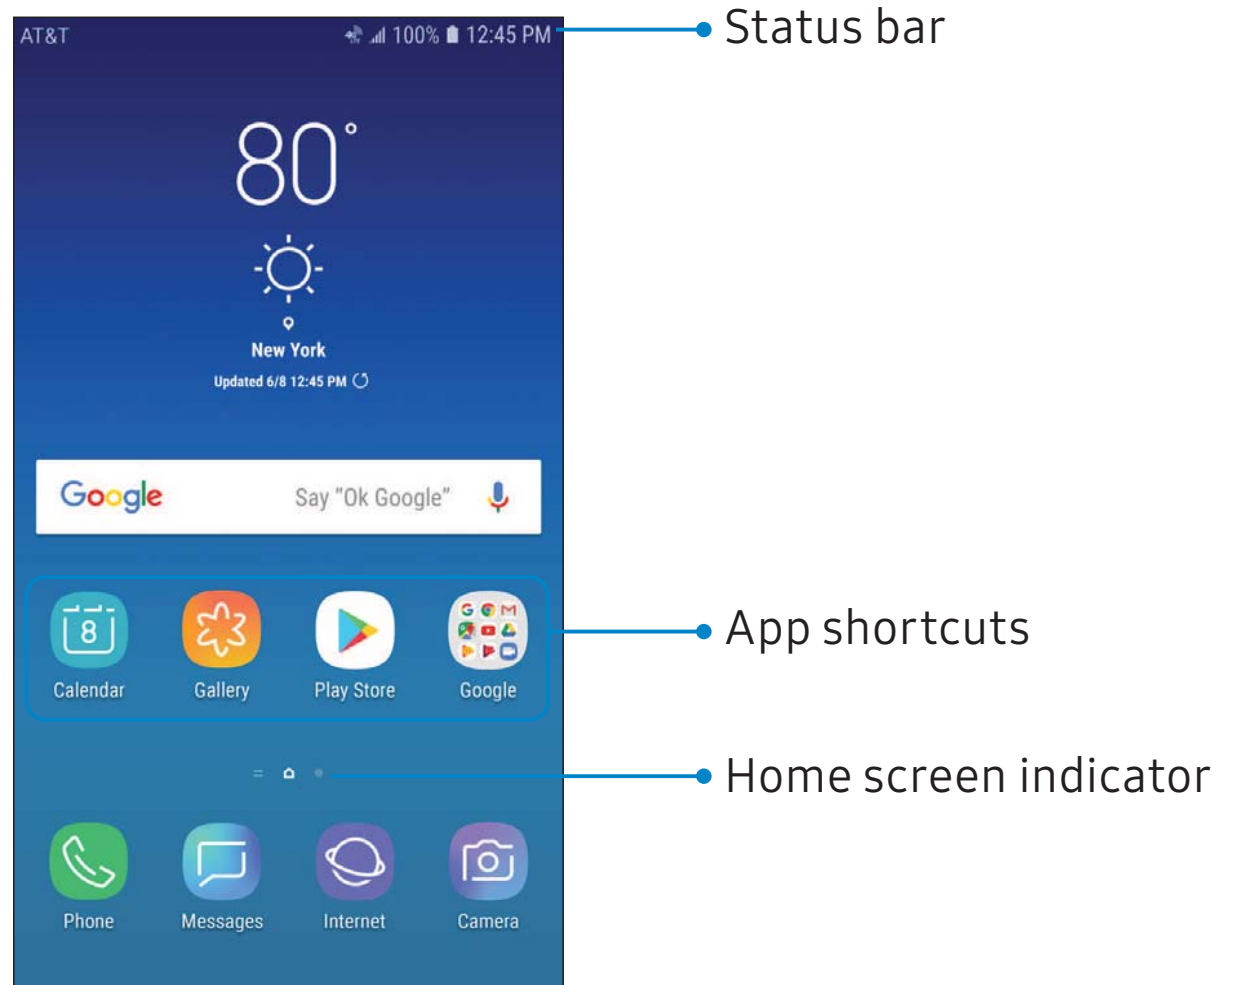 AT&T 100% 12:45 PM
Status bar
80°
New York
Updated 6/8 12:45 PM
Google Say "Ok Google"
8
G M
Calendar Gallery Play Store Google
App shortcuts
Home screen indicator
Phone Messages Internet Camera